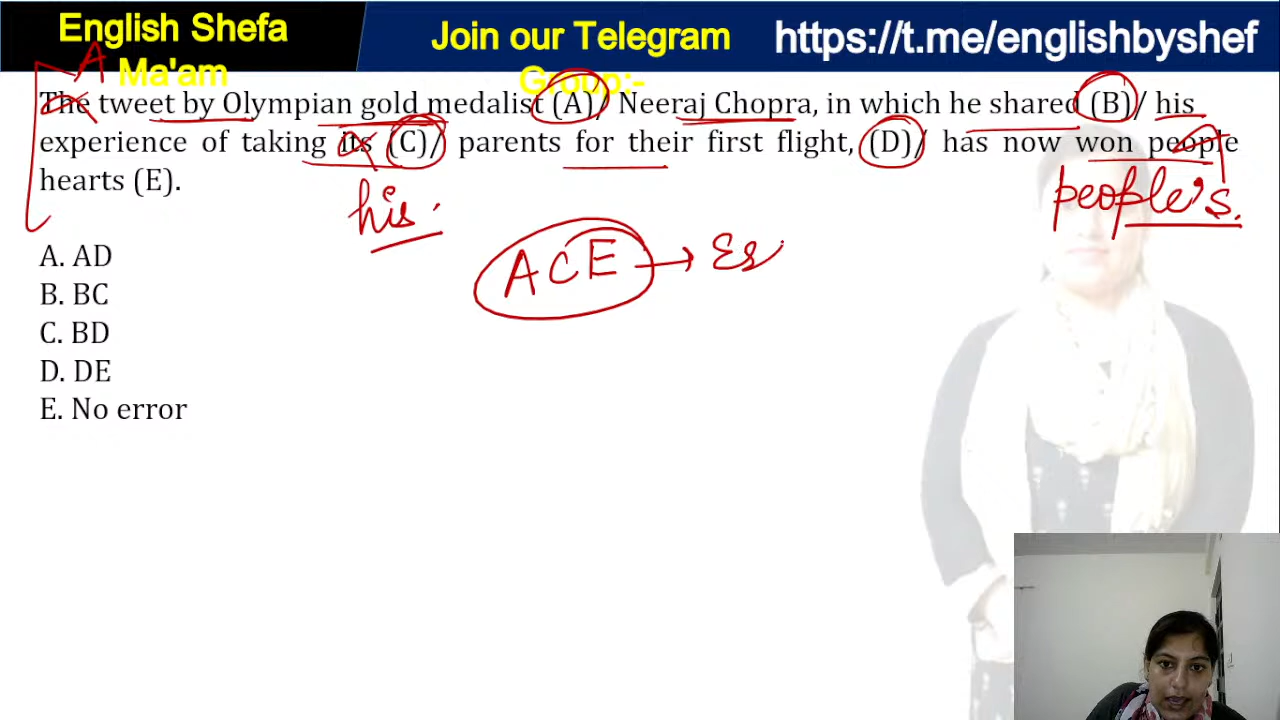 English Shefa
Ma'am
Join our Telegram
Group:-
https://t.me/englishbyshef
A
The tweet by Olympian gold medalist (A)/ Neeraj Chopra, in which he shared (B)/ his
experience of taking its (C)/ parents for their first flight, (D)/ has now won people
hearts (E).
his.
people's.
A C E →
A. AD
B. BC
C. BD
D. DE
E. No error